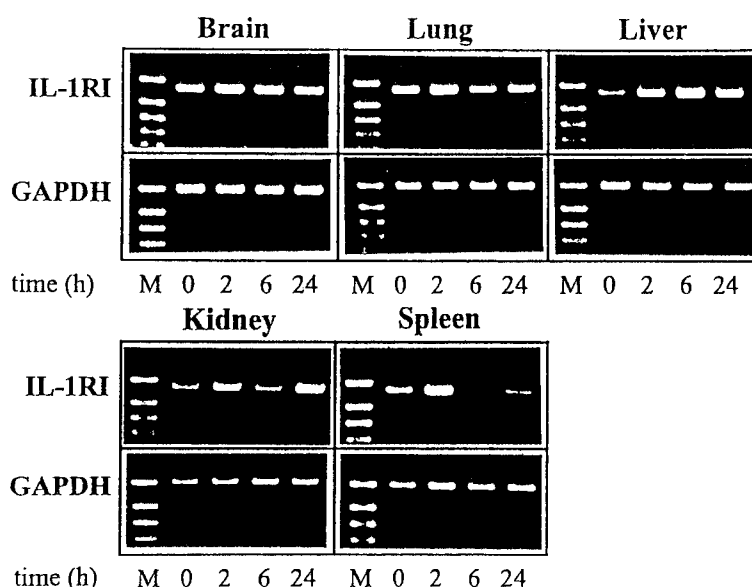 Brain Lung Liver
IL-1RI
GAPDH
time (h) M 0 2 6 24 M 0 2 6 24 M 0 2 6 24
Kidney Spleen
IL-1RI
GAPDH
time (h) M 0 2 6 24 M 0 2 6 24